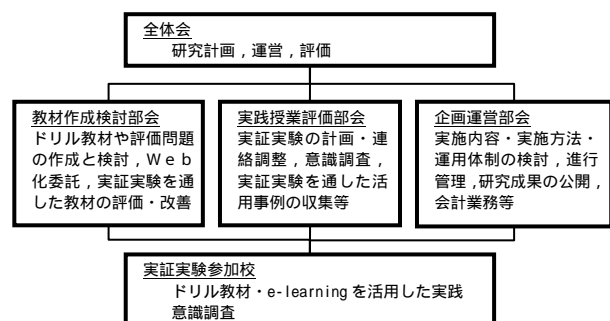 全体会
研究計画，運営，評価
教材作成検討部会
ドリル教材や評価問題
の作成と検討，Ｗｅｂ
化委託，実証実験を通
した教材の評価・改善
実践授業評価部会
実証実験の計画・連
絡調整，意識調査，
実証実験を通した活
用事例の収集等
企画運営部会
実施内容・実施方法・
運用体制の検討，進行
管理，研究成果の公開，
会計業務等
実証実験参加校
ドリル教材・e-learningを活用した実践
意識調査